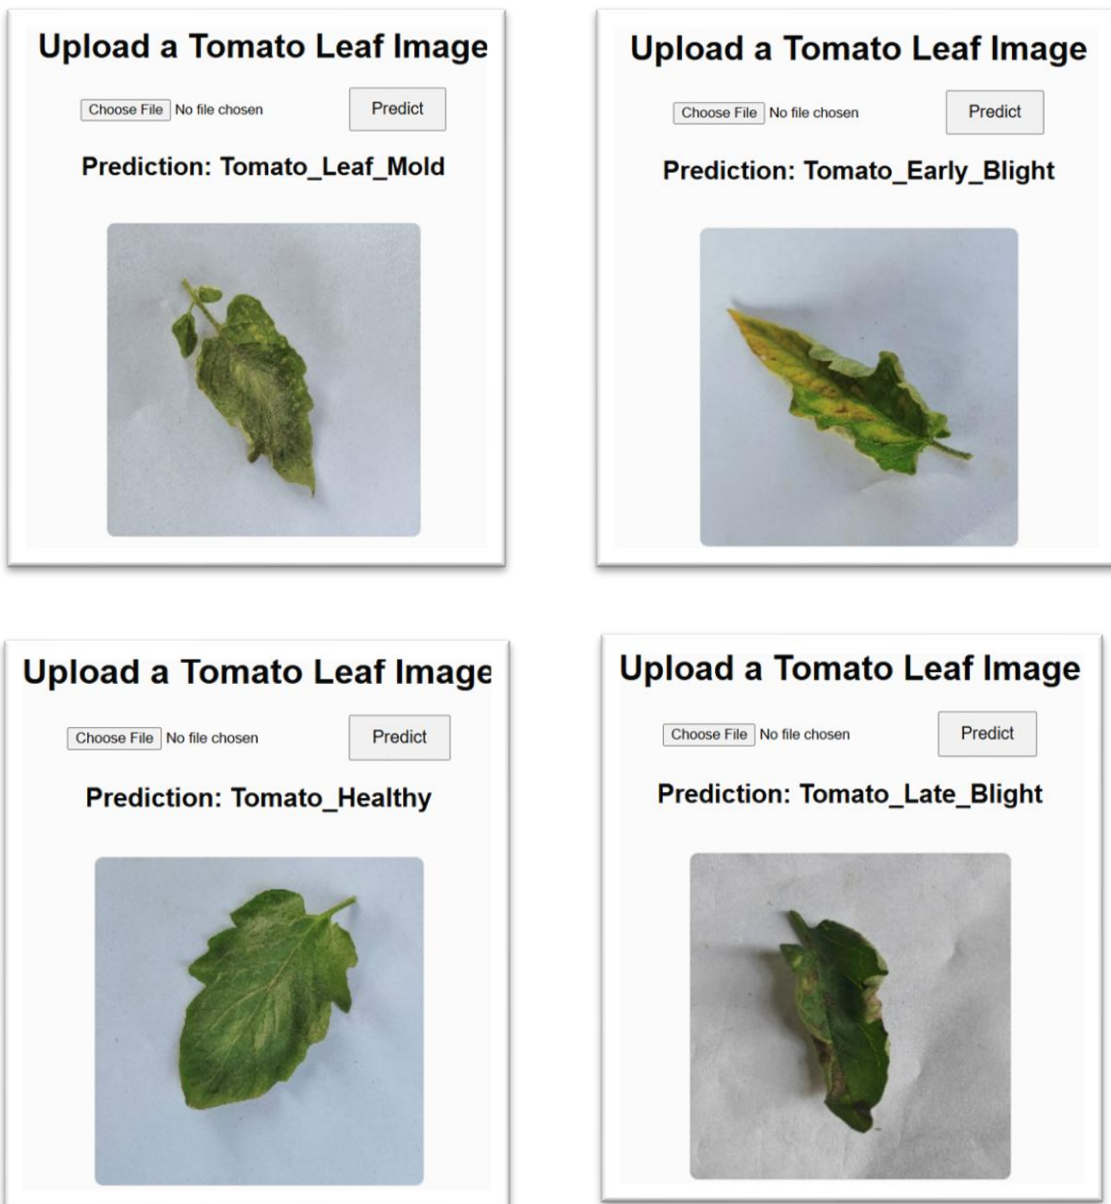 Upload a Tomato Leaf Image
Choose File No file chosen Predict
Prediction: Tomato_Leaf_Mold
Upload a Tomato Leaf Image
Choose File No file chosen Predict
Prediction: Tomato_Early_Blight
Upload a Tomato Leaf Image
Choose File No file chosen Predict
Prediction: Tomato_Healthy
Upload a Tomato Leaf Image
Choose File No file chosen Predict
Prediction: Tomato_Late_Blight